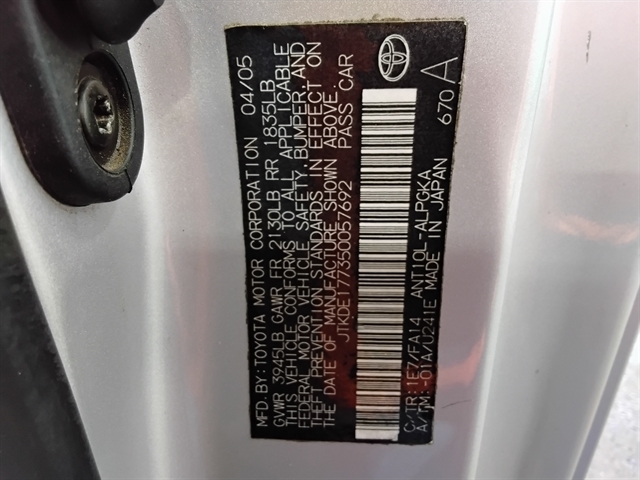 MFD.BY:TOYOTA MOTOR CORPORATION 04/05
GVWR 3945LB GAWR FR 2130LB RR 1835LB
THIS VEHICLE CONFORMS TO ALL APPLICABLE
FEDERAL MOTOR VEHICLE SAFETY, BUMPER, AND
THEFT PREVENTION STANDARDS IN EFFECT ON
THE DATE OF MANUFACTURE SHOWN ABOVE.
JTKDE177350057692 PASS CAR
C/TR:1E7/FA14 ANT10L-ALPGKA 670 A
A/TM:-01A/U241E MADE IN JAPAN